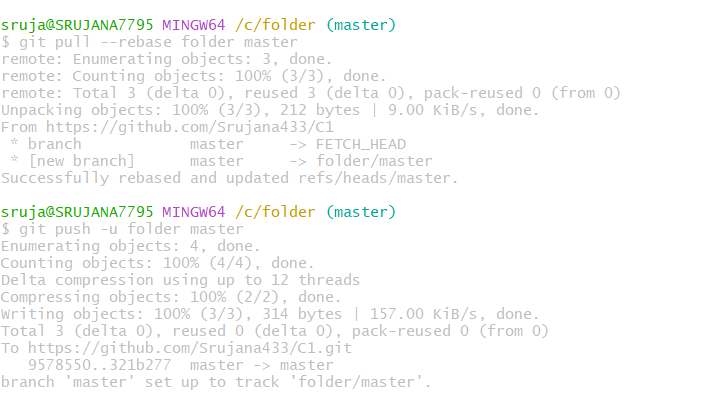 sruja@SRUJANA7795 MINGW64 /c/folder (master)
$ git pull --rebase folder master
remote: Enumerating objects: 3, done.
remote: Counting objects: 100% (3/3), done.
remote: Total 3 (delta 0), reused 3 (delta 0), pack-reused 0 (from 0)
Unpacking objects: 100% (3/3), 212 bytes | 9.00 KiB/s, done.
From https://github.com/Srujana433/C1
 * branch            master     -> FETCH_HEAD
 * [new branch]      master     -> folder/master
Successfully rebased and updated refs/heads/master.
sruja@SRUJANA7795 MINGW64 /c/folder (master)
$ git push -u folder master
Enumerating objects: 4, done.
Counting objects: 100% (4/4), done.
Delta compression using up to 12 threads
Compressing objects: 100% (2/2), done.
Writing objects: 100% (3/3), 314 bytes | 157.00 KiB/s, done.
Total 3 (delta 0), reused 0 (delta 0), pack-reused 0 (from 0)
To https://github.com/Srujana433/C1.git
   9578550..321b277  master -> master
branch 'master' set up to track 'folder/master'.